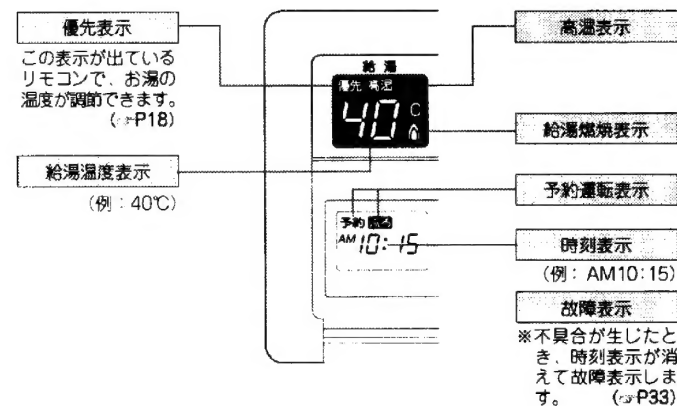 優先表示
この表示が出ている
リモコンで、お湯の
温度が調節できます。
(☞P18)
給湯温度表示
(例:40℃)
給湯
優先 高温
40 C
予約
AM 10:15
高温表示
給湯燃焼表示
予約運転表示
時刻表示
(例:AM10:15)
故障表示
※不具合が生じたと
き、時刻表示が消
えて故障表示しま
す。 (☞P33)